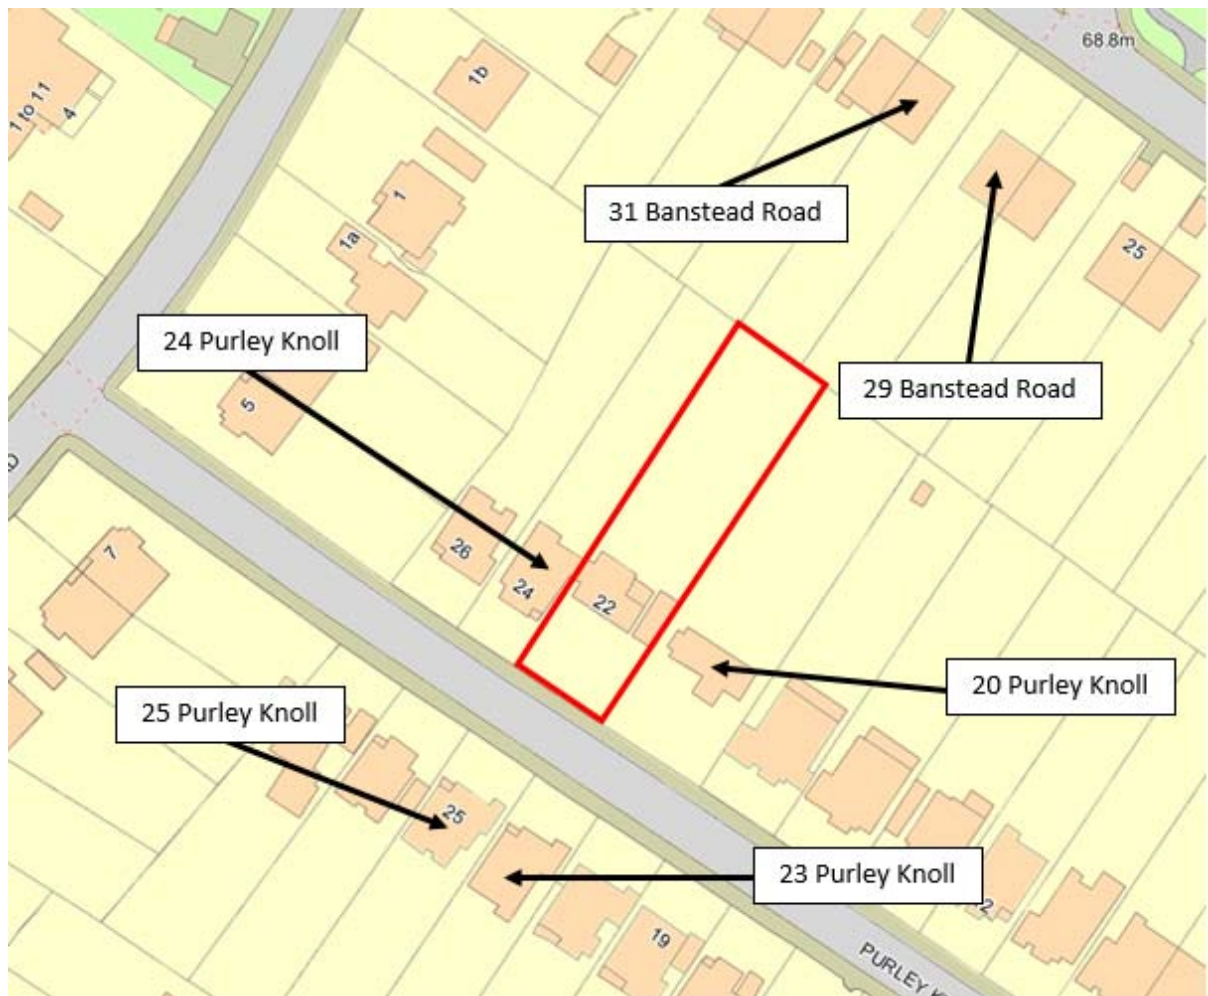 68.8m
1b
1 to 11
4
31 Banstead Road
1
25
1a
24 Purley Knoll
29 Banstead Road
5
26
7
24
22
20 Purley Knoll
25 Purley Knoll
25
23 Purley Knoll
2
19
PURLEY K